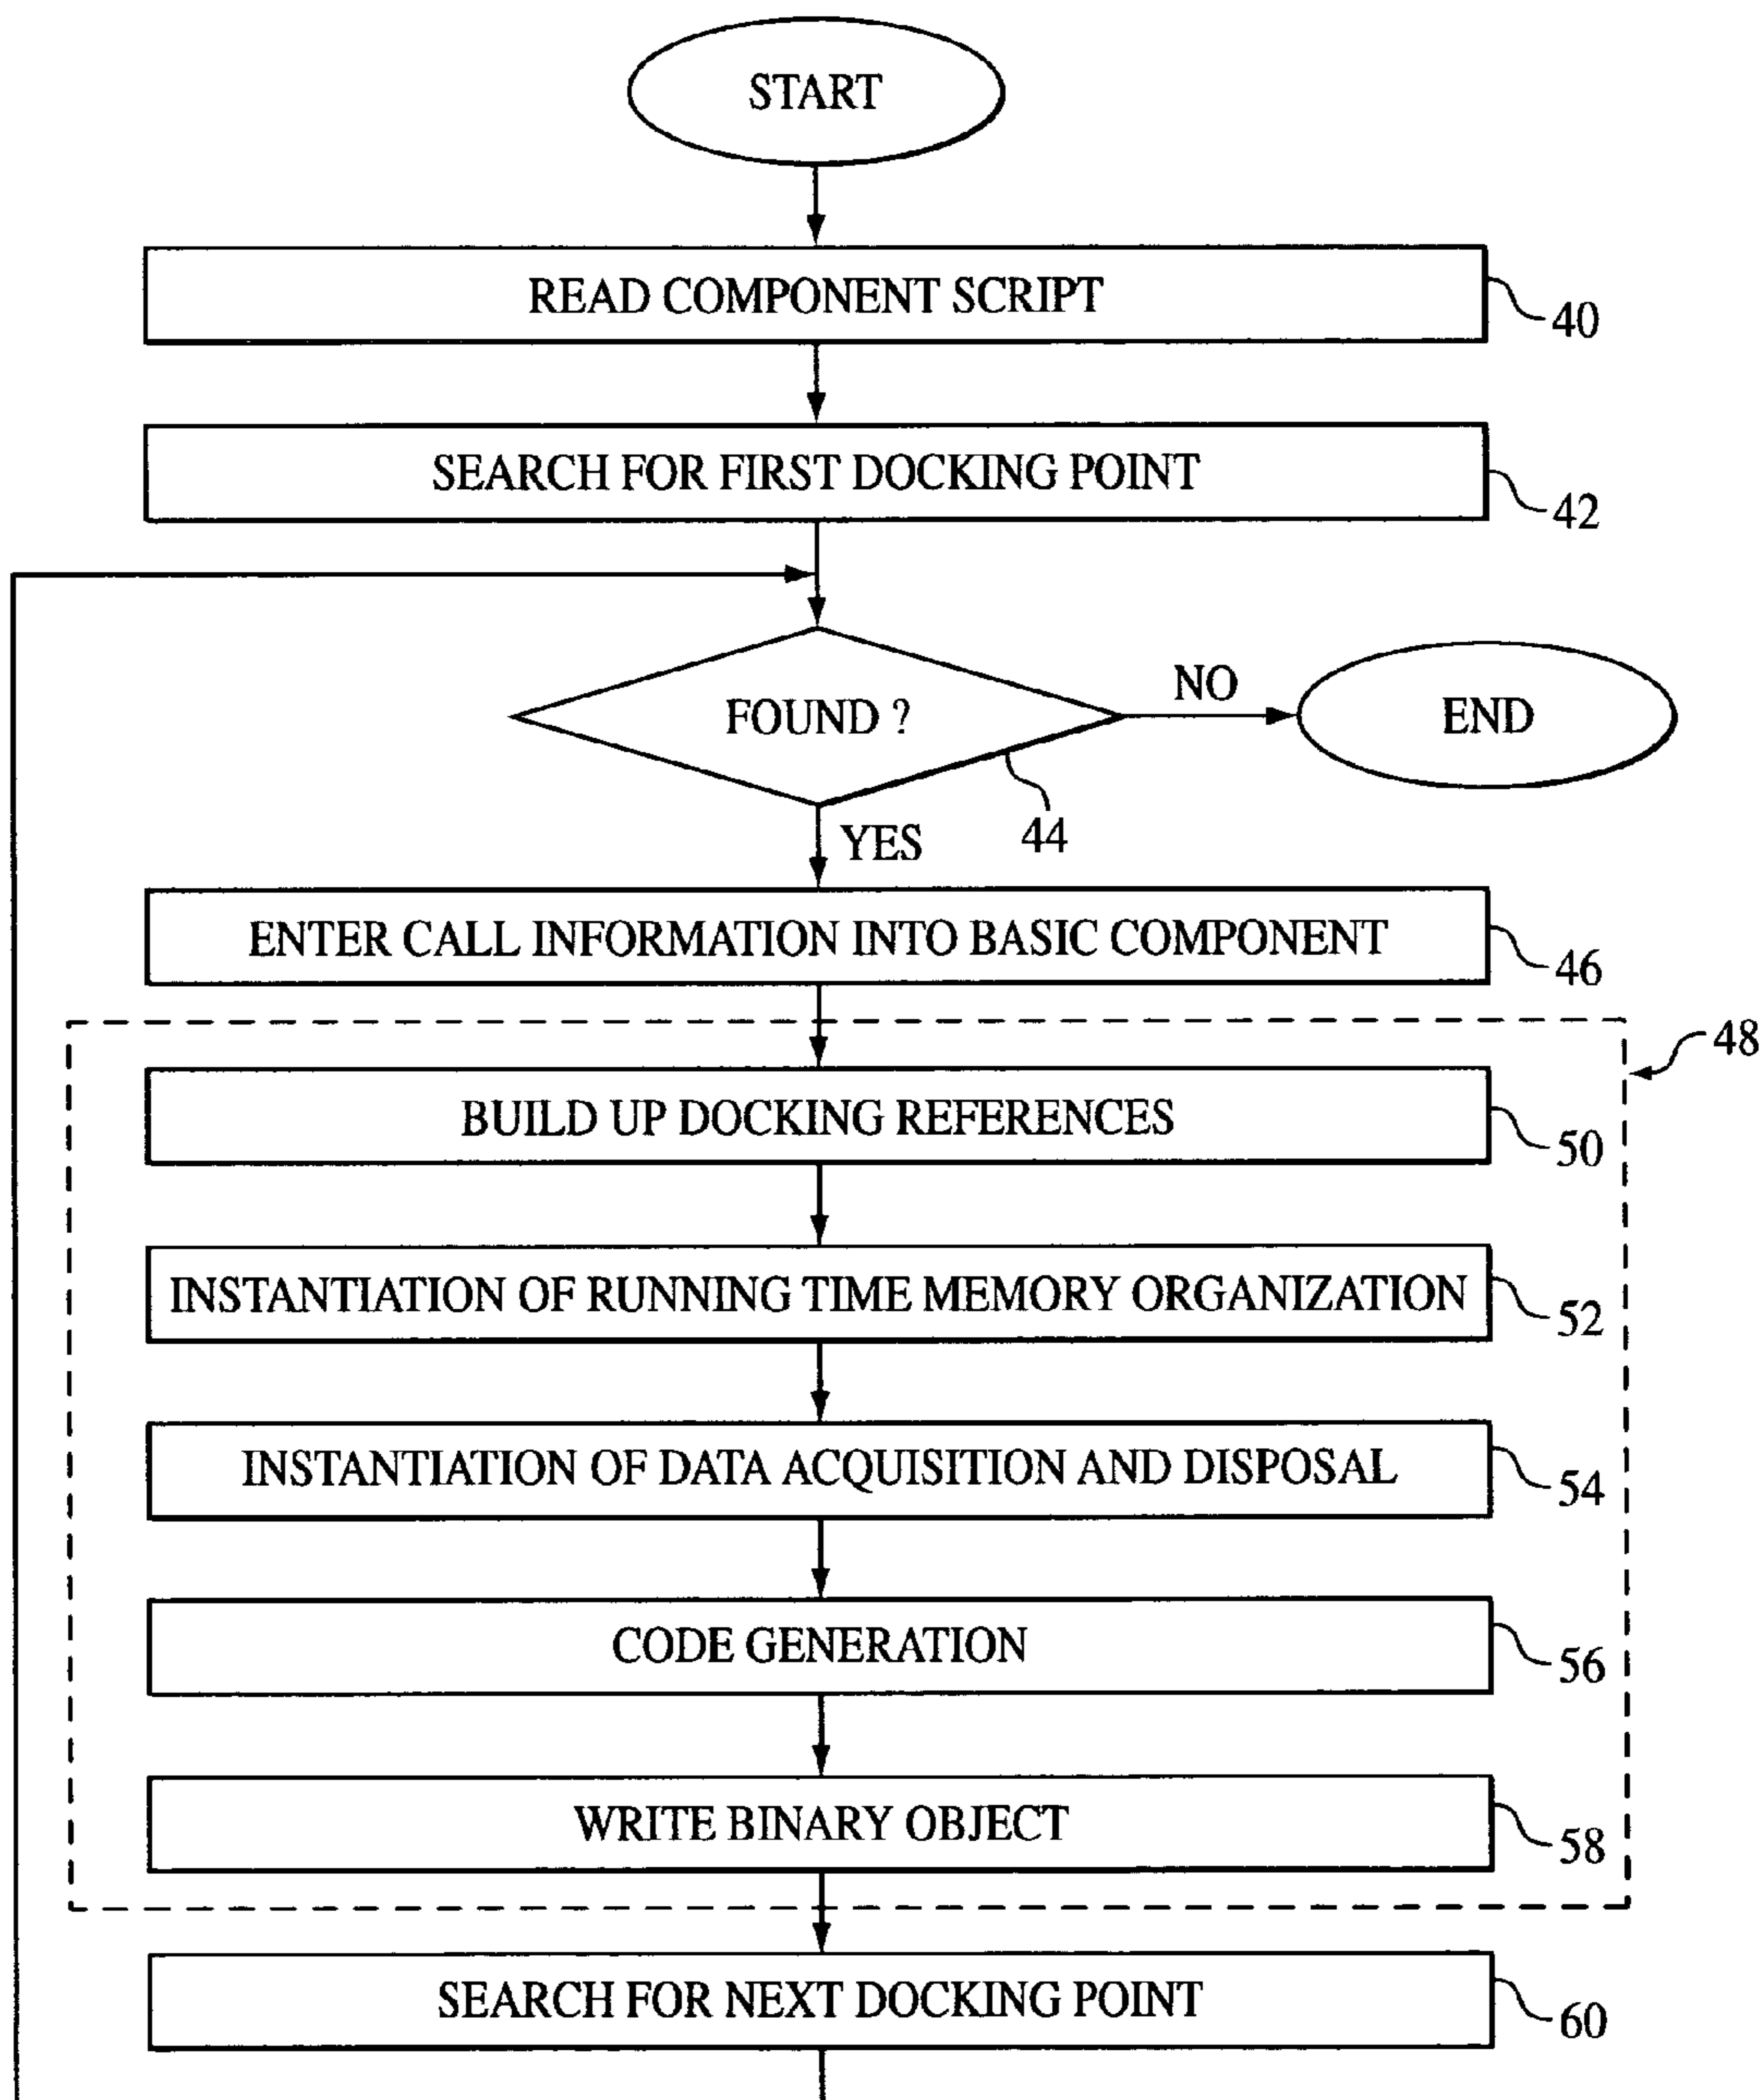 START
READ COMPONENT SCRIPT
40
SEARCH FOR FIRST DOCKING POINT
42
FOUND ?
NO
END
44
YES
ENTER CALL INFORMATION INTO BASIC COMPONENT
46
48
BUILD UP DOCKING REFERENCES
50
INSTANTIATION OF RUNNING TIME MEMORY ORGANIZATION
52
INSTANTIATION OF DATA ACQUISITION AND DISPOSAL
54
CODE GENERATION
56
WRITE BINARY OBJECT
58
SEARCH FOR NEXT DOCKING POINT
60